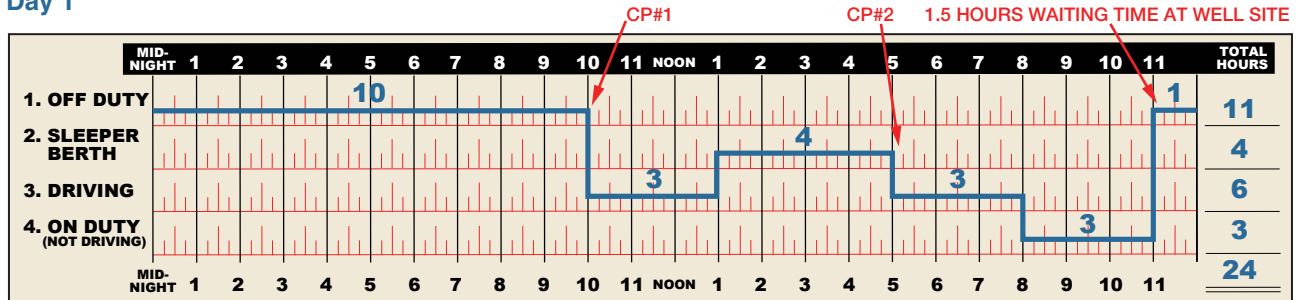 Day 1
CP#1 CP#2 1.5 HOURS WAITING TIME AT WELL SITE
MID-NIGHT 1 2 3 4 5 6 7 8 9 10 11 NOON 1 2 3 4 5 6 7 8 9 10 11 TOTAL HOURS
1. OFF DUTY 10 1 11
2. SLEEPER BERTH 4 4
3. DRIVING 3 3 6
4. ON DUTY (NOT DRIVING) 3 3
MID-NIGHT 1 2 3 4 5 6 7 8 9 10 11 NOON 1 2 3 4 5 6 7 8 9 10 11 24